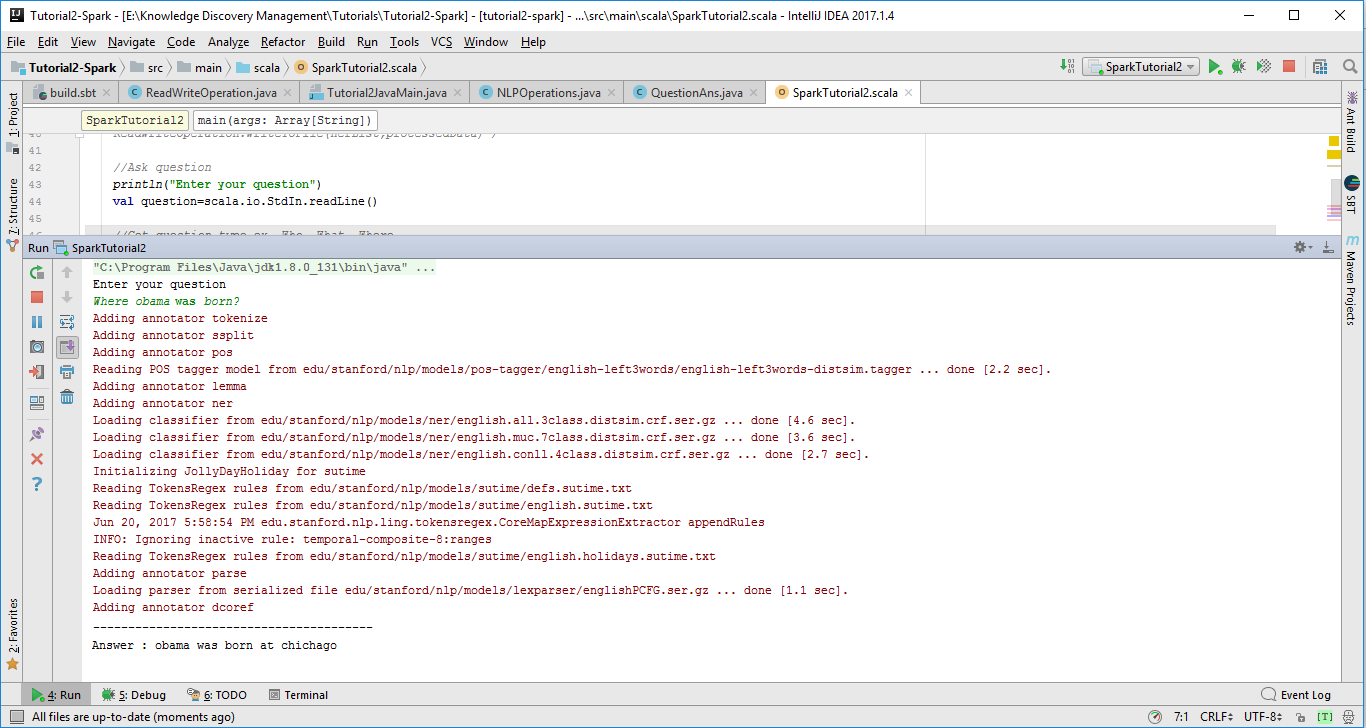 Tutorial2-Spark - [E:\Knowledge Discovery Management\Tutorials\Tutorial2-Spark] - [tutorial2-spark] - ...\src\main\scala\SparkTutorial2.scala - IntelliJ IDEA 2017.1.4
File Edit View Navigate Code Analyze Refactor Build Run Tools VCS Window Help
Tutorial2-Spark src main scala SparkTutorial2.scala
SparkTutorial2
build.sbt ReadWriteOperation.java Tutorial2JavaMain.java NLPOperations.java QuestionAns.java SparkTutorial2.scala
1: Project
7: Structure
2: Favorites
Ant Build
SBT
Maven Projects
SparkTutorial2 main(args: Array[String])
40 ReadWriteOperation.writeToFile(nerList,processedData)*/
41
42 //Ask question
43 println("Enter your question")
44 val question=scala.io.StdIn.readLine()
45
46 //Get question type ex. Who, What, Where
Run SparkTutorial2
"C:\Program Files\Java\jdk1.8.0_131\bin\java" ...
Enter your question
Where obama was born?
Adding annotator tokenize
Adding annotator ssplit
Adding annotator pos
Reading POS tagger model from edu/stanford/nlp/models/pos-tagger/english-left3words/english-left3words-distsim.tagger ... done [2.2 sec].
Adding annotator lemma
Adding annotator ner
Loading classifier from edu/stanford/nlp/models/ner/english.all.3class.distsim.crf.ser.gz ... done [4.6 sec].
Loading classifier from edu/stanford/nlp/models/ner/english.muc.7class.distsim.crf.ser.gz ... done [3.6 sec].
Loading classifier from edu/stanford/nlp/models/ner/english.conll.4class.distsim.crf.ser.gz ... done [2.7 sec].
Initializing JollyDayHoliday for sutime
Reading TokensRegex rules from edu/stanford/nlp/models/sutime/defs.sutime.txt
Reading TokensRegex rules from edu/stanford/nlp/models/sutime/english.sutime.txt
Jun 20, 2017 5:58:54 PM edu.stanford.nlp.ling.tokensregex.CoreMapExpressionExtractor appendRules
INFO: Ignoring inactive rule: temporal-composite-8:ranges
Reading TokensRegex rules from edu/stanford/nlp/models/sutime/english.holidays.sutime.txt
Adding annotator parse
Loading parser from serialized file edu/stanford/nlp/models/lexparser/englishPCFG.ser.gz ... done [1.1 sec].
Adding annotator dcoref
----------------------------------------
Answer : obama was born at chichago
4: Run 5: Debug 6: TODO Terminal Event Log
All files are up-to-date (moments ago) 7:1 CRLF UTF-8 [T]